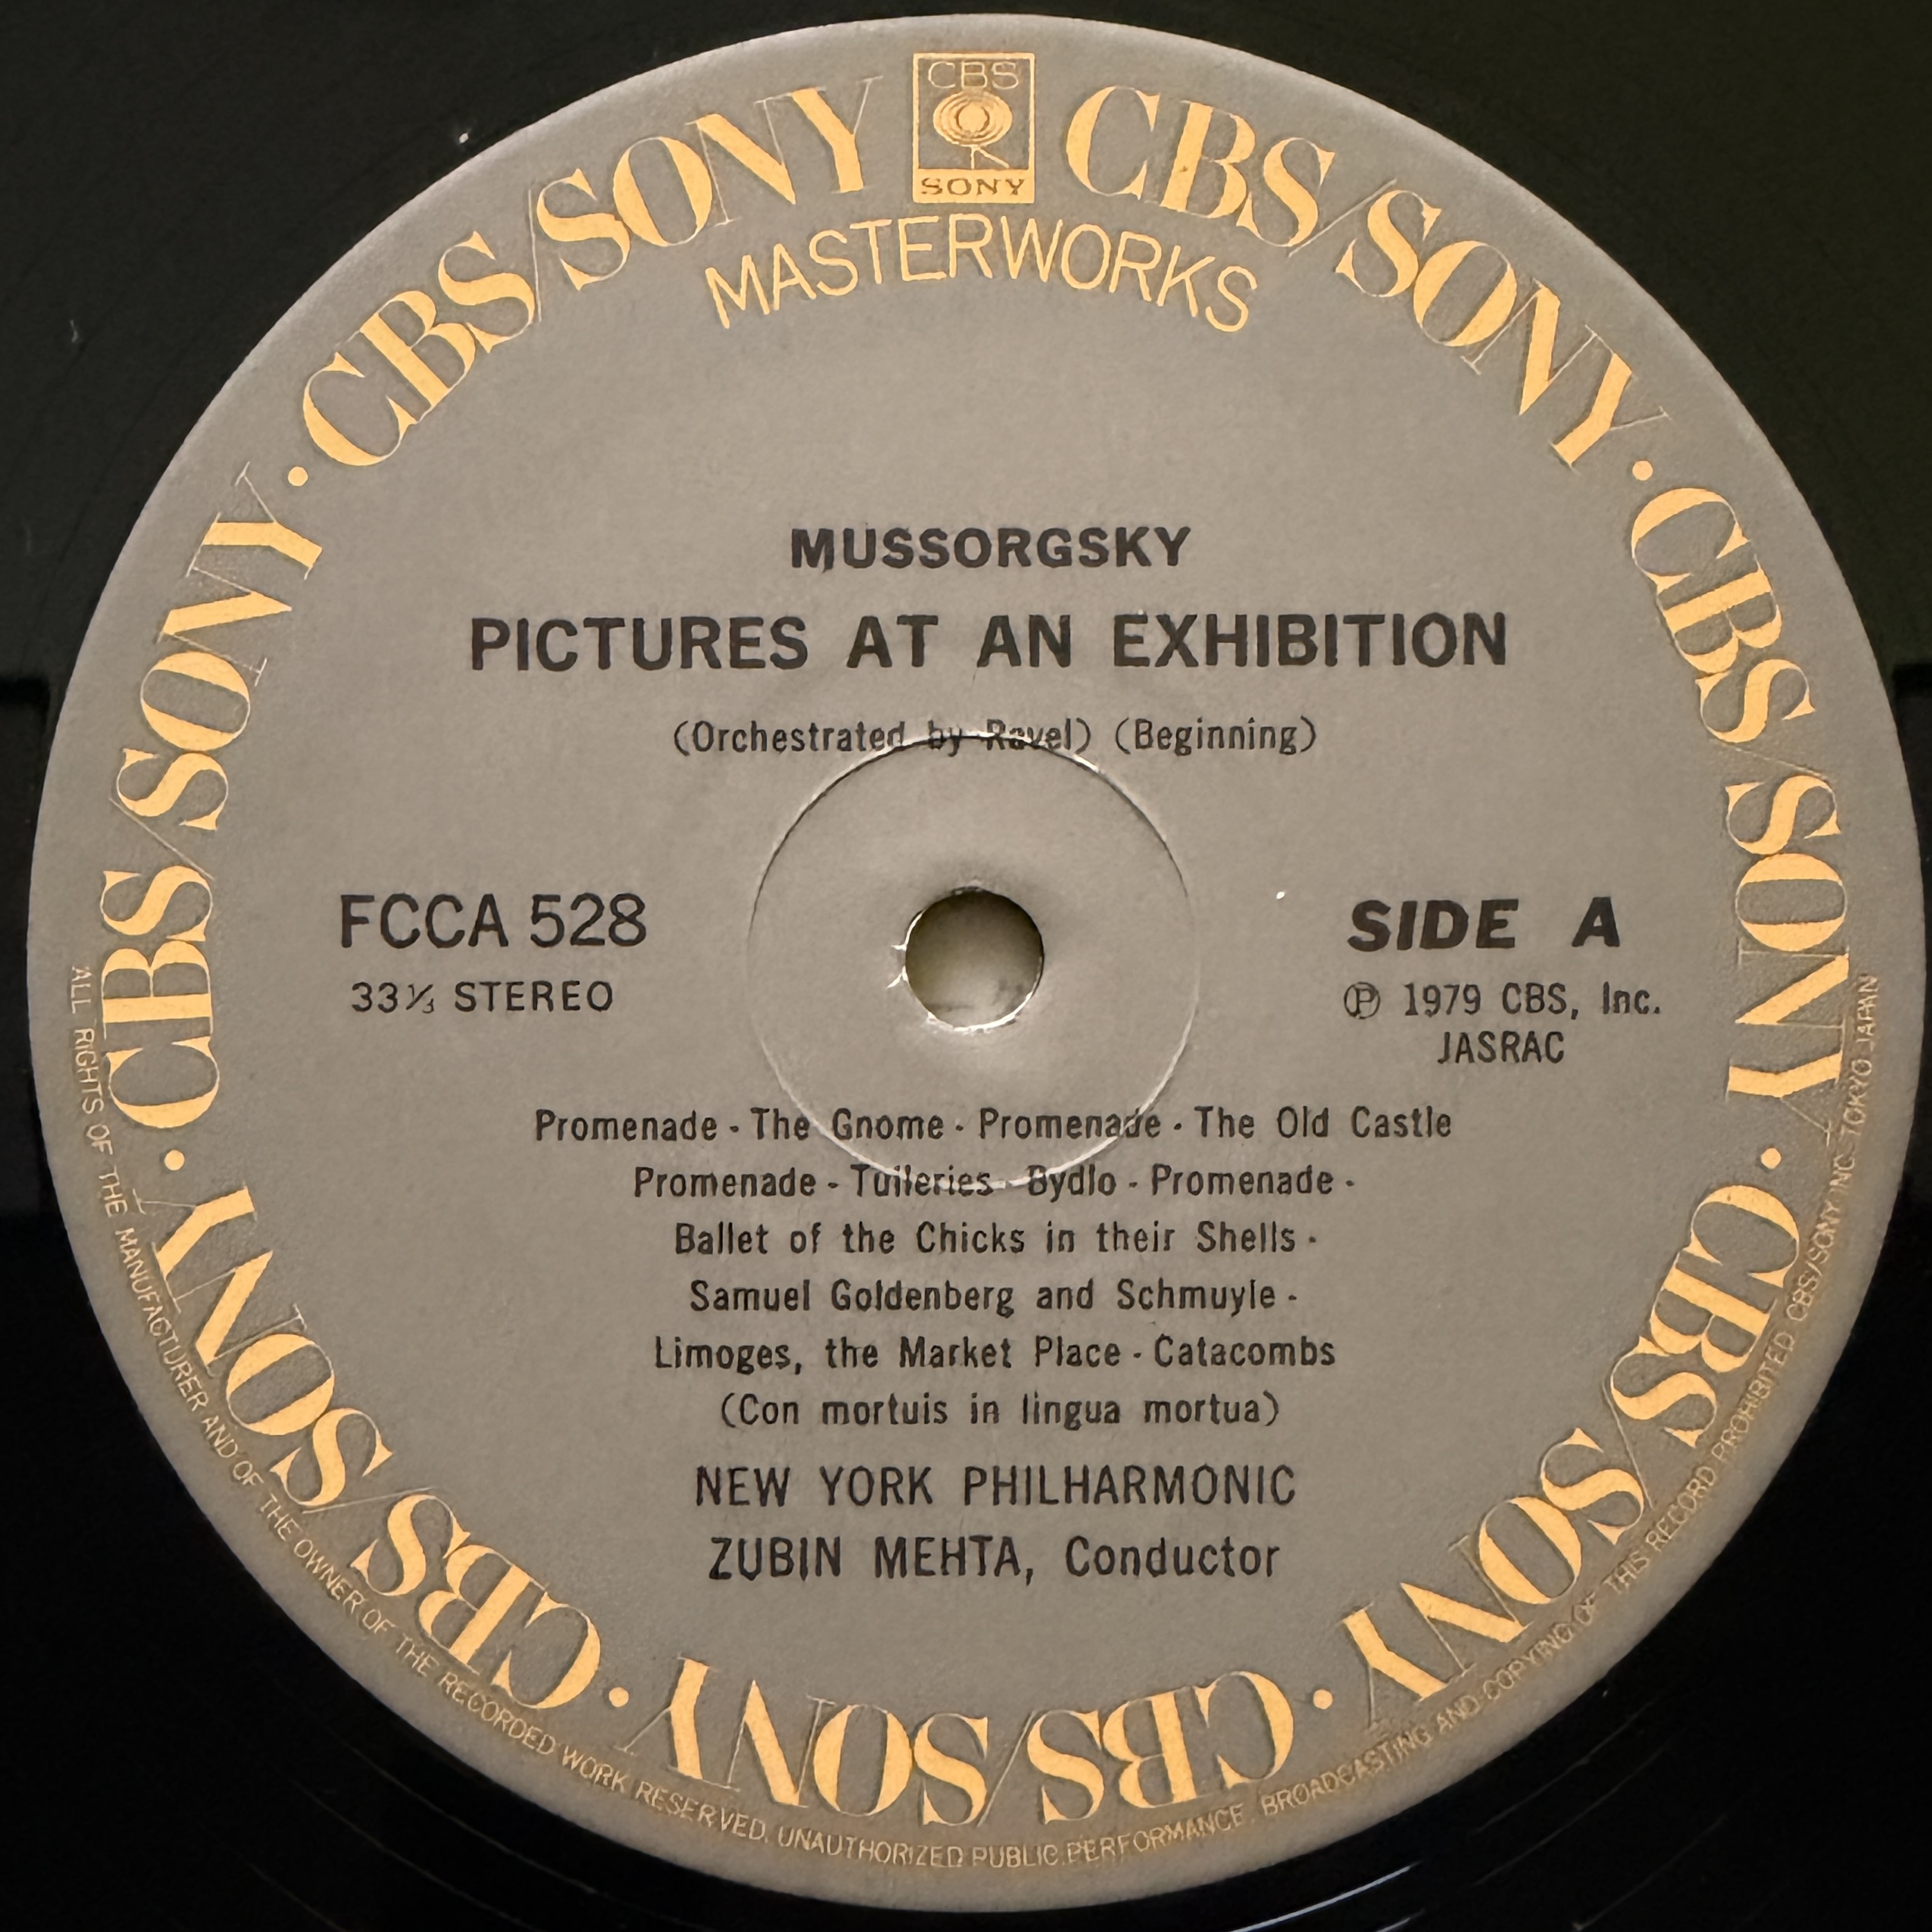 CBS
SONY
CBS/SONY · CBS/SONY · CBS/SONY · CBS/SONY · CBS/SONY · CBS/SONY · CBS/SONY
MASTERWORKS
MUSSORGSKY
PICTURES AT AN EXHIBITION
(Orchestrated by Ravel) (Beginning)
FCCA 528
33⅓ STEREO
SIDE A
℗ 1979 CBS, Inc.
JASRAC
Promenade · The Gnome · Promenade · The Old Castle
Promenade · Tuileries · Bydlo · Promenade ·
Ballet of the Chicks in their Shells ·
Samuel Goldenberg and Schmuyle ·
Limoges, the Market Place · Catacombs
(Con mortuis in lingua mortua)
NEW YORK PHILHARMONIC
ZUBIN MEHTA, Conductor
ALL RIGHTS OF THE MANUFACTURER AND OF THE OWNER OF THE RECORDED WORK RESERVED. UNAUTHORIZED PUBLIC PERFORMANCE. BROADCASTING AND COPYING OF THIS RECORD PROHIBITED CBS/SONY INC. TOKYO JAPAN